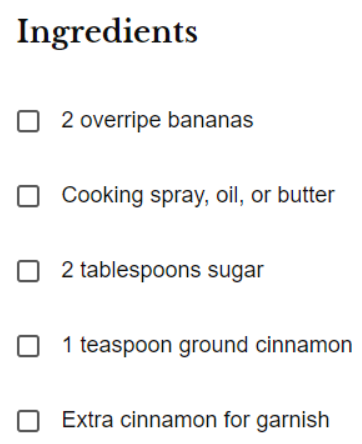 Ingredients
2 overripe bananas
Cooking spray, oil, or butter
2 tablespoons sugar
1 teaspoon ground cinnamon
Extra cinnamon for garnish